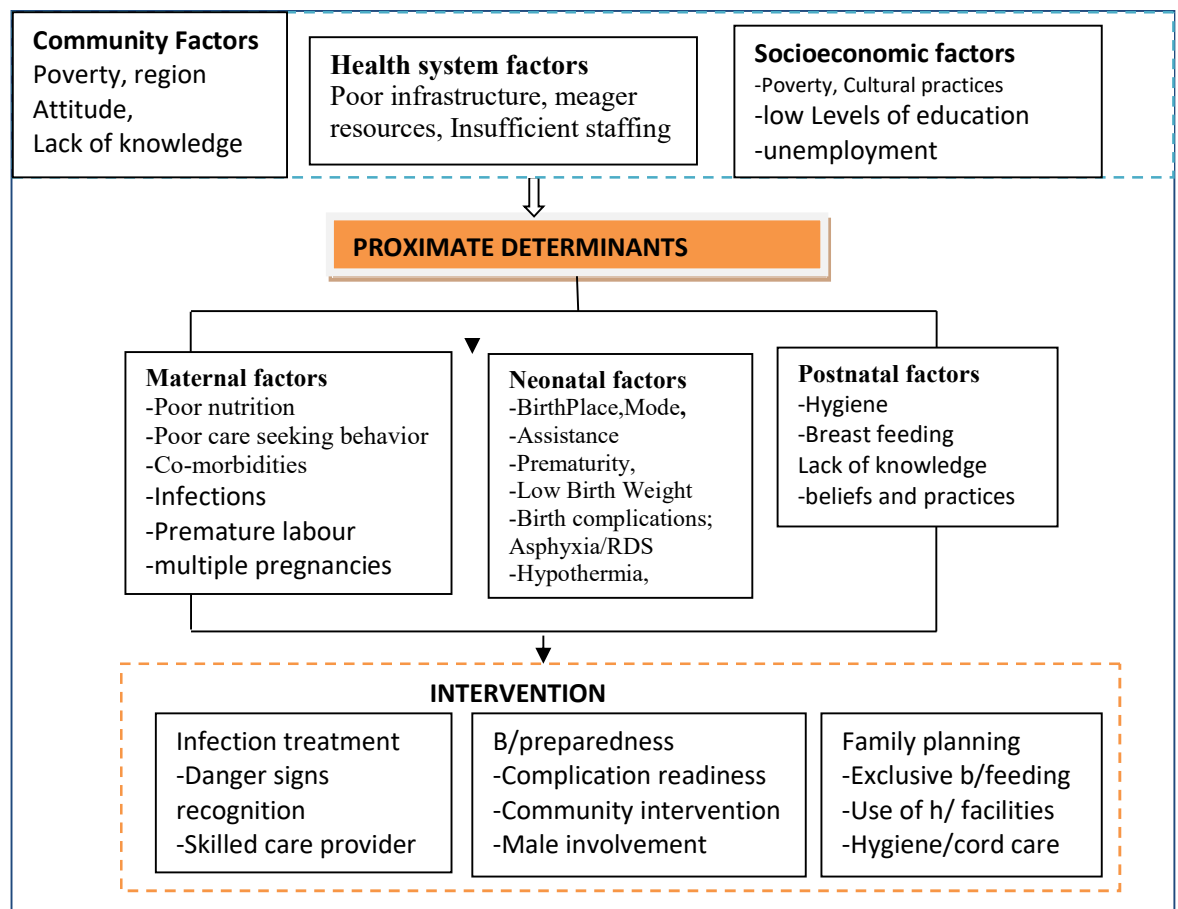 Community Factors
Poverty, region
Attitude,
Lack of knowledge
Health system factors
Poor infrastructure, meager
resources, Insufficient staffing
Socioeconomic factors
-Poverty, Cultural practices
-low Levels of education
-unemployment
PROXIMATE DETERMINANTS
Maternal factors
-Poor nutrition
-Poor care seeking behavior
-Co-morbidities
-Infections
-Premature labour
-multiple pregnancies
Neonatal factors
-BirthPlace,Mode,
-Assistance
-Prematurity,
-Low Birth Weight
-Birth complications;
Asphyxia/RDS
-Hypothermia,
Postnatal factors
-Hygiene
-Breast feeding
Lack of knowledge
-beliefs and practices
INTERVENTION
Infection treatment
-Danger signs
recognition
-Skilled care provider
B/preparedness
-Complication readiness
-Community intervention
-Male involvement
Family planning
-Exclusive b/feeding
-Use of h/ facilities
-Hygiene/cord care